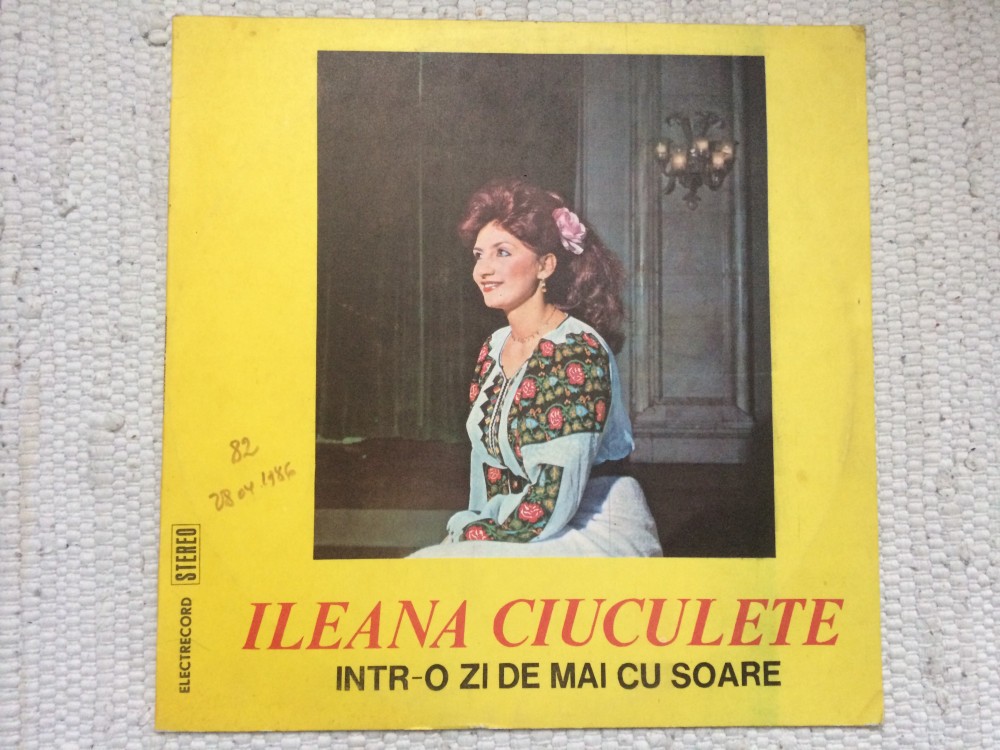 82
28 04 1986
STEREO
ELECTRECORD
ILEANA CIUCULETE
INTR-O ZI DE MAI CU SOARE